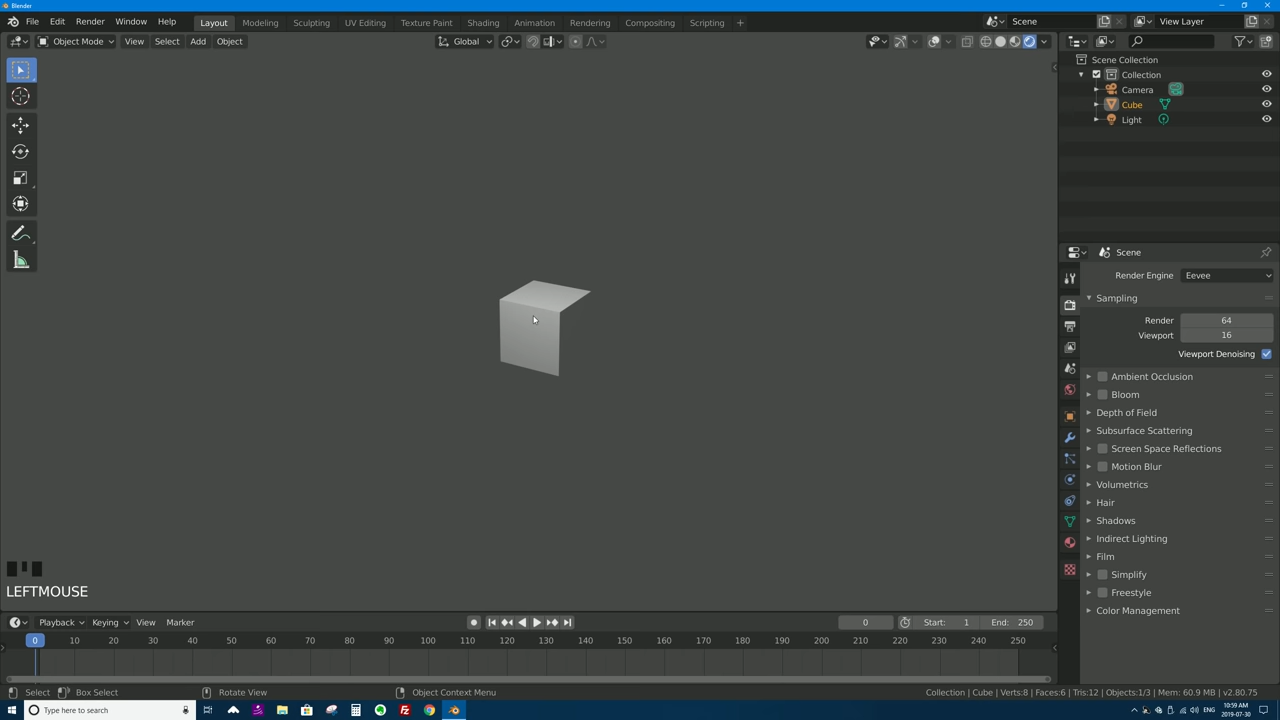 Blender
File Edit Render Window Help
Layout Modeling Sculpting UV Editing Texture Paint Shading Animation Rendering Compositing Scripting +
Scene
View Layer
Object Mode View Select Add Object
Global
Scene Collection
Collection
Camera
Cube
Light
Scene
Render Engine Eevee
Sampling
Render 64
Viewport 16
Viewport Denoising
Ambient Occlusion
Bloom
Depth of Field
Subsurface Scattering
Screen Space Reflections
Motion Blur
Volumetrics
Hair
Shadows
Indirect Lighting
Film
Simplify
Freestyle
Color Management
LEFTMOUSE
Playback Keying View Marker
0 Start: 1 End: 250
0 10 20 30 40 50 60 70 80 90 100 110 120 130 140 150 160 170 180 190 200 210 220 230 240 250
Select Box Select Rotate View Object Context Menu
Collection | Cube | Verts:8 | Faces:6 | Tris:12 | Objects:1/3 | Mem: 60.9 MB | v2.80.75
Type here to search
ENG
10:59 AM
2019-07-30